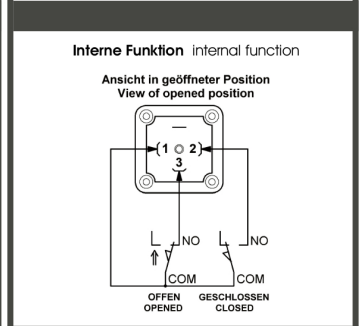 Interne Funktion internal function
Ansicht in geöffneter Position
View of opened position
1 2
3
NO NO
COM COM
OFFEN GESCHLOSSEN
OPENED CLOSED